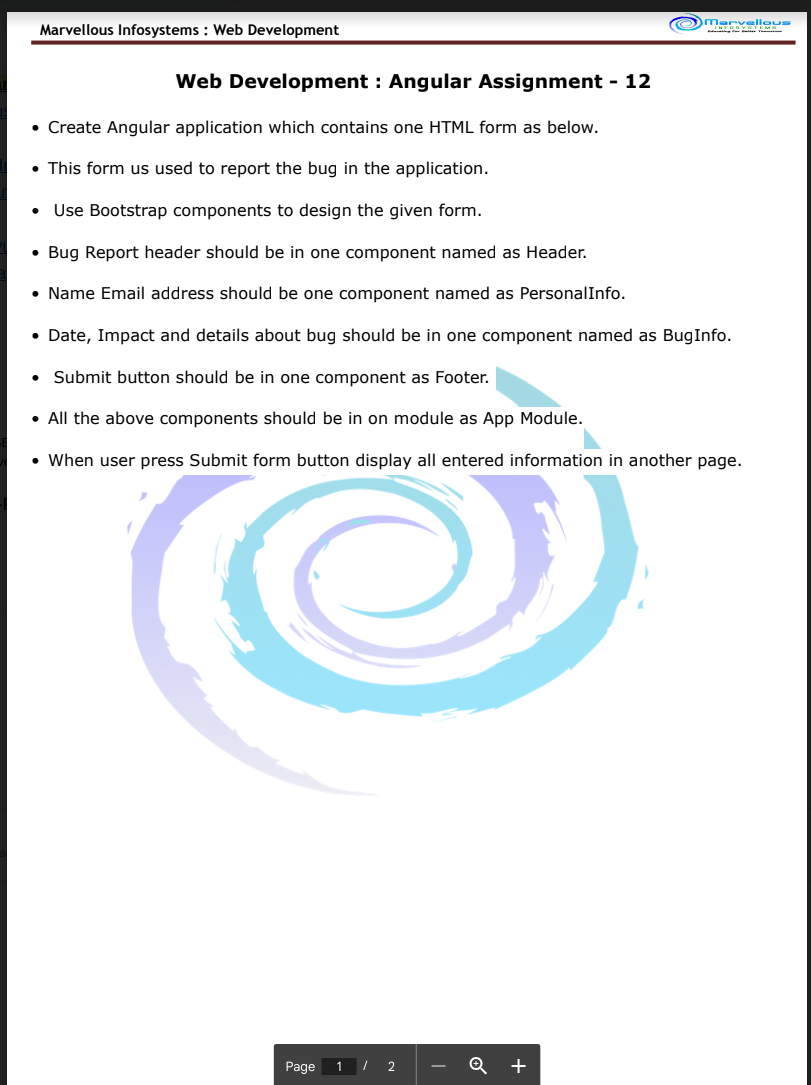 Marvellous Infosystems : Web Development
Marvellous
INFOSYSTEMS
Educating For Better Tomorrow
Web Development : Angular Assignment - 12
• Create Angular application which contains one HTML form as below.
• This form us used to report the bug in the application.
• Use Bootstrap components to design the given form.
• Bug Report header should be in one component named as Header.
• Name Email address should be one component named as PersonalInfo.
• Date, Impact and details about bug should be in one component named as BugInfo.
• Submit button should be in one component as Footer.
• All the above components should be in on module as App Module.
• When user press Submit form button display all entered information in another page.
Page 1 / 2